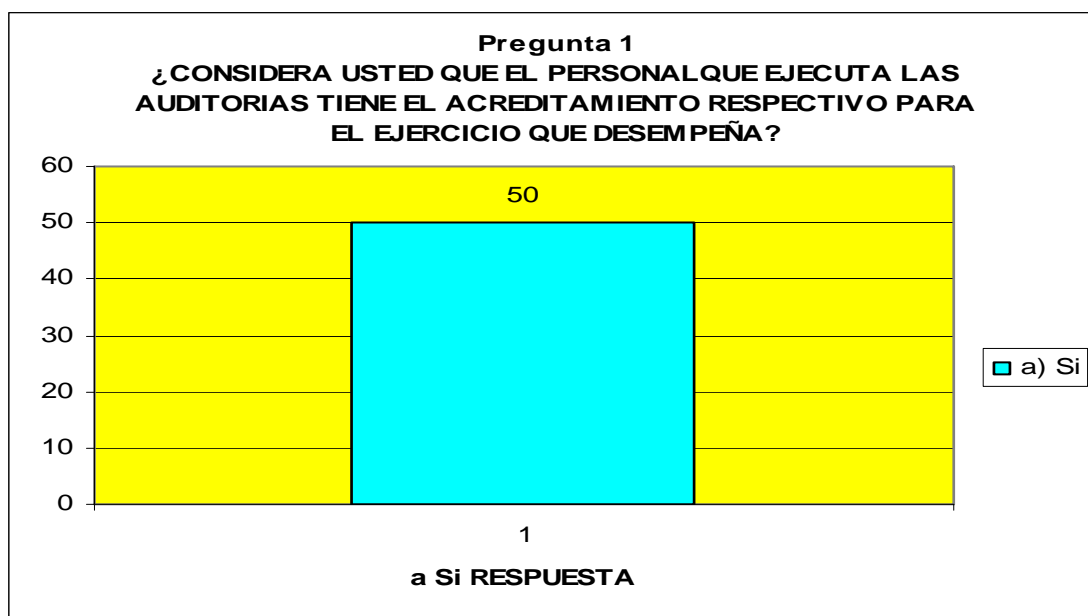 Pregunta 1
¿CONSIDERA USTED QUE EL PERSONALQUE EJECUTA LAS
AUDITORIAS TIENE EL ACREDITAMIENTO RESPECTIVO PARA
EL EJERCICIO QUE DESEMPEÑA?
60
50
50
40
30
20
10
0
a) Si
1
a Si RESPUESTA